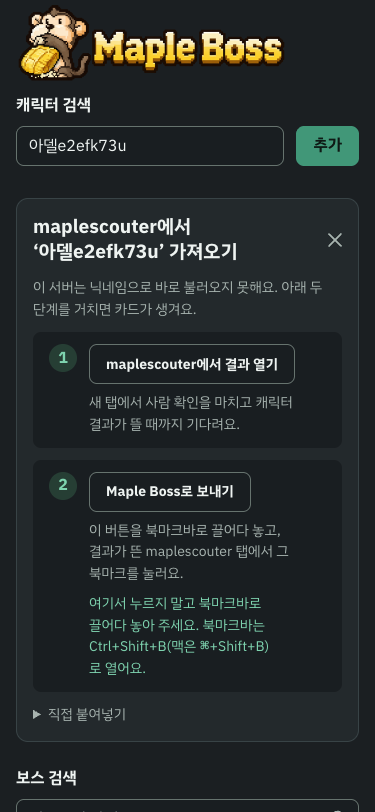 Maple Boss
캐릭터 검색
아델e2efk73u
추가
maplescouter에서
‘아델e2efk73u’ 가져오기
이 서버는 닉네임으로 바로 불러오지 못해요. 아래 두
단계를 거치면 카드가 생겨요.
1
maplescouter에서 결과 열기
새 탭에서 사람 확인을 마치고 캐릭터
결과가 뜰 때까지 기다려요.
2
Maple Boss로 보내기
이 버튼을 북마크바로 끌어다 놓고,
결과가 뜬 maplescouter 탭에서 그
북마크를 눌러요.
여기서 누르지 말고 북마크바로
끌어다 놓아 주세요. 북마크바는
Ctrl+Shift+B(맥은 ⌘+Shift+B)
로 열어요.
▶ 직접 붙여넣기
보스 검색